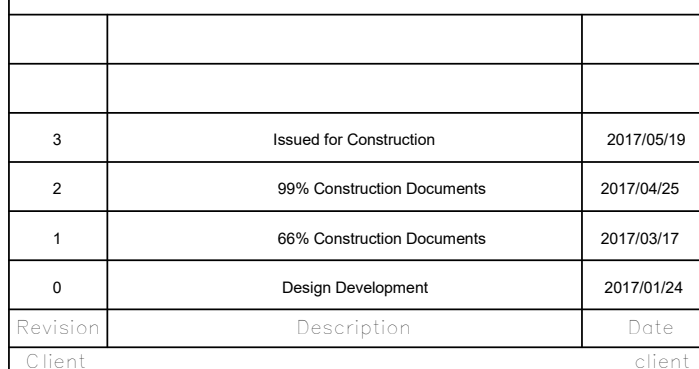 3 Issued for Construction 2017/05/19
2 99% Construction Documents 2017/04/25
1 66% Construction Documents 2017/03/17
0 Design Development 2017/01/24
Revision Description Date
Client client